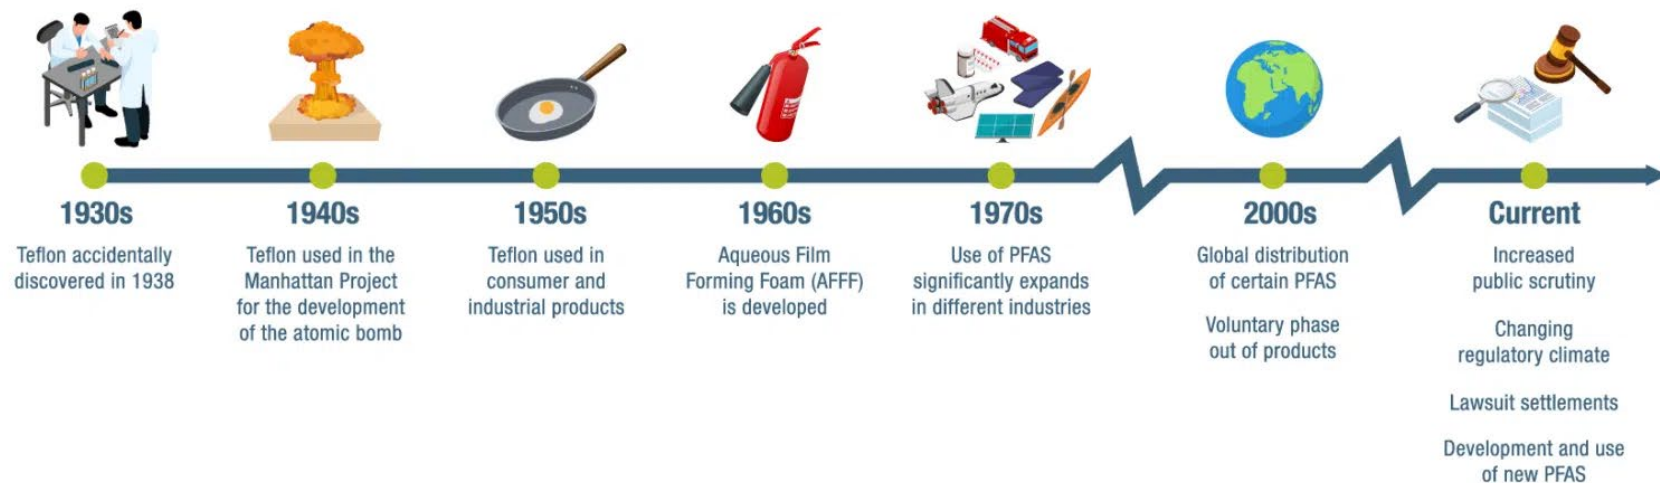 1930s
Teflon accidentally
discovered in 1938
1940s
Teflon used in the
Manhattan Project
for the development
of the atomic bomb
1950s
Teflon used in
consumer and
industrial products
1960s
Aqueous Film
Forming Foam (AFFF)
is developed
1970s
Use of PFAS
significantly expands
in different industries
2000s
Global distribution
of certain PFAS
Voluntary phase
out of products
Current
Increased
public scrutiny
Changing
regulatory climate
Lawsuit settlements
Development and use
of new PFAS